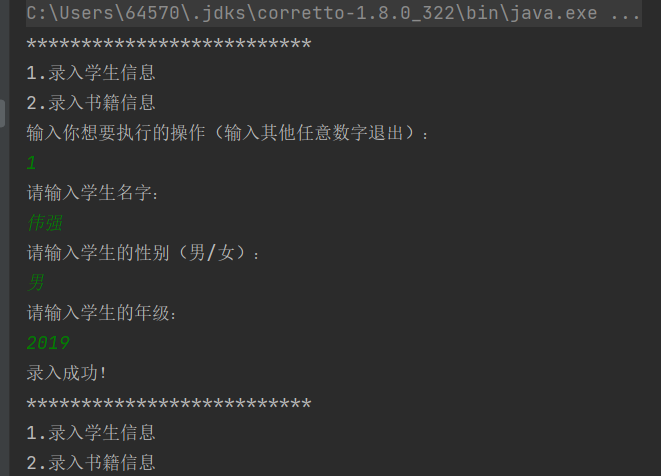 C:\Users\64570\.jdks\corretto-1.8.0_322\bin\java.exe ...
**************************
1.录入学生信息
2.录入书籍信息
输入你想要执行的操作（输入其他任意数字退出）：
1
请输入学生名字：
伟强
请输入学生的性别（男/女）：
男
请输入学生的年级：
2019
录入成功！
**************************
1.录入学生信息
2.录入书籍信息